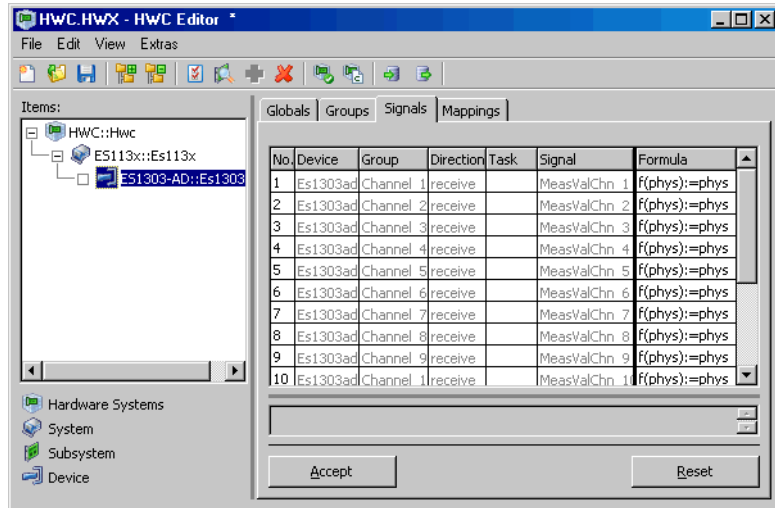 HWC.HWX - HWC Editor *
File Edit View Extras
Items:
HWC::Hwc
ES113x::Es113x
ES1303-AD::Es1303
Hardware Systems
System
Subsystem
Device
Globals Groups Signals Mappings
No. Device Group Direction Task Signal Formula
1 Es1303ad Channel 1 receive MeasValChn 1 f(phys):=phys
2 Es1303ad Channel 2 receive MeasValChn 2 f(phys):=phys
3 Es1303ad Channel 3 receive MeasValChn 3 f(phys):=phys
4 Es1303ad Channel 4 receive MeasValChn 4 f(phys):=phys
5 Es1303ad Channel 5 receive MeasValChn 5 f(phys):=phys
6 Es1303ad Channel 6 receive MeasValChn 6 f(phys):=phys
7 Es1303ad Channel 7 receive MeasValChn 7 f(phys):=phys
8 Es1303ad Channel 8 receive MeasValChn 8 f(phys):=phys
9 Es1303ad Channel 9 receive MeasValChn 9 f(phys):=phys
10 Es1303ad Channel 1 receive MeasValChn 10 f(phys):=phys
Accept Reset